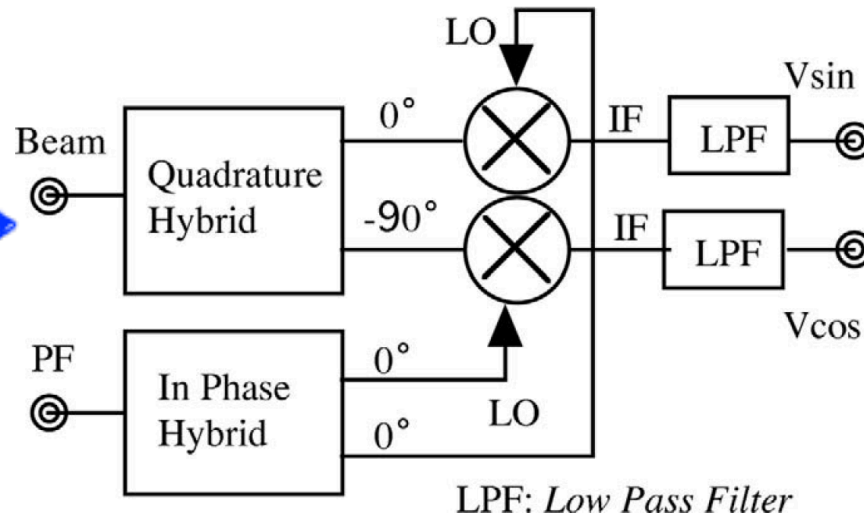 LO
Vsin
Beam
Quadrature
Hybrid
0°
-90°
IF
LPF
IF
LPF
Vcos
PF
In Phase
Hybrid
0°
0°
LO
LPF: Low Pass Filter